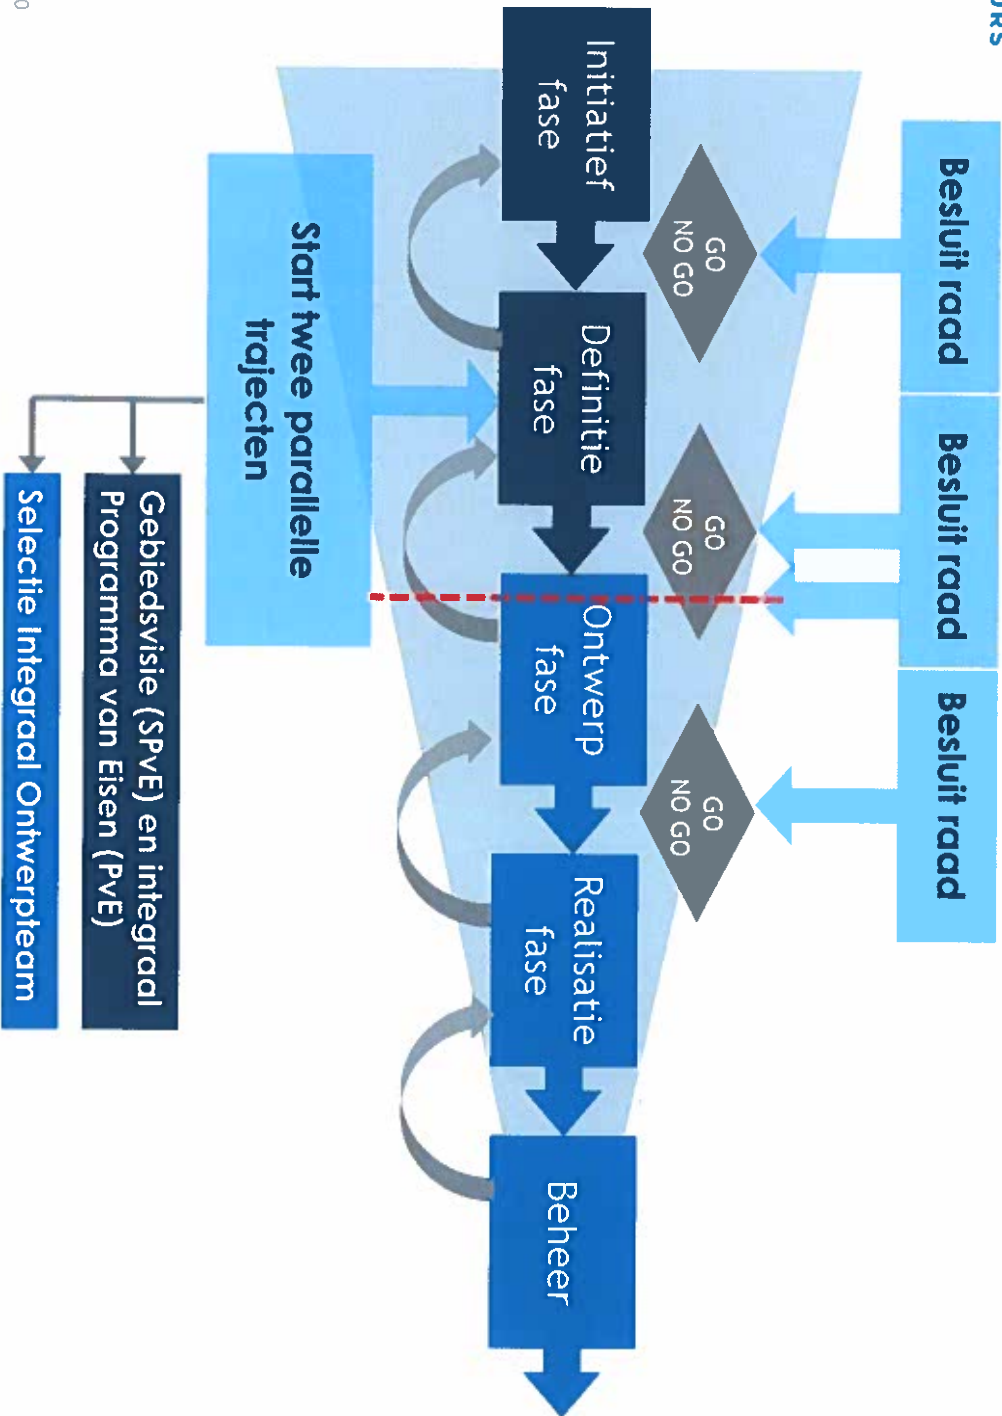 Besluit raad
Besluit raad
Besluit raad
GO
NO GO
GO
NO GO
GO
NO GO
Initiatief
fase
Definitie
fase
Ontwerp
fase
Realisatie
fase
Beheer
Start twee parallelle
trajecten
Gebiedsvisie (SPvE) en integraal
Programma van Eisen (PvE)
Selectie Integraal Ontwerpteam